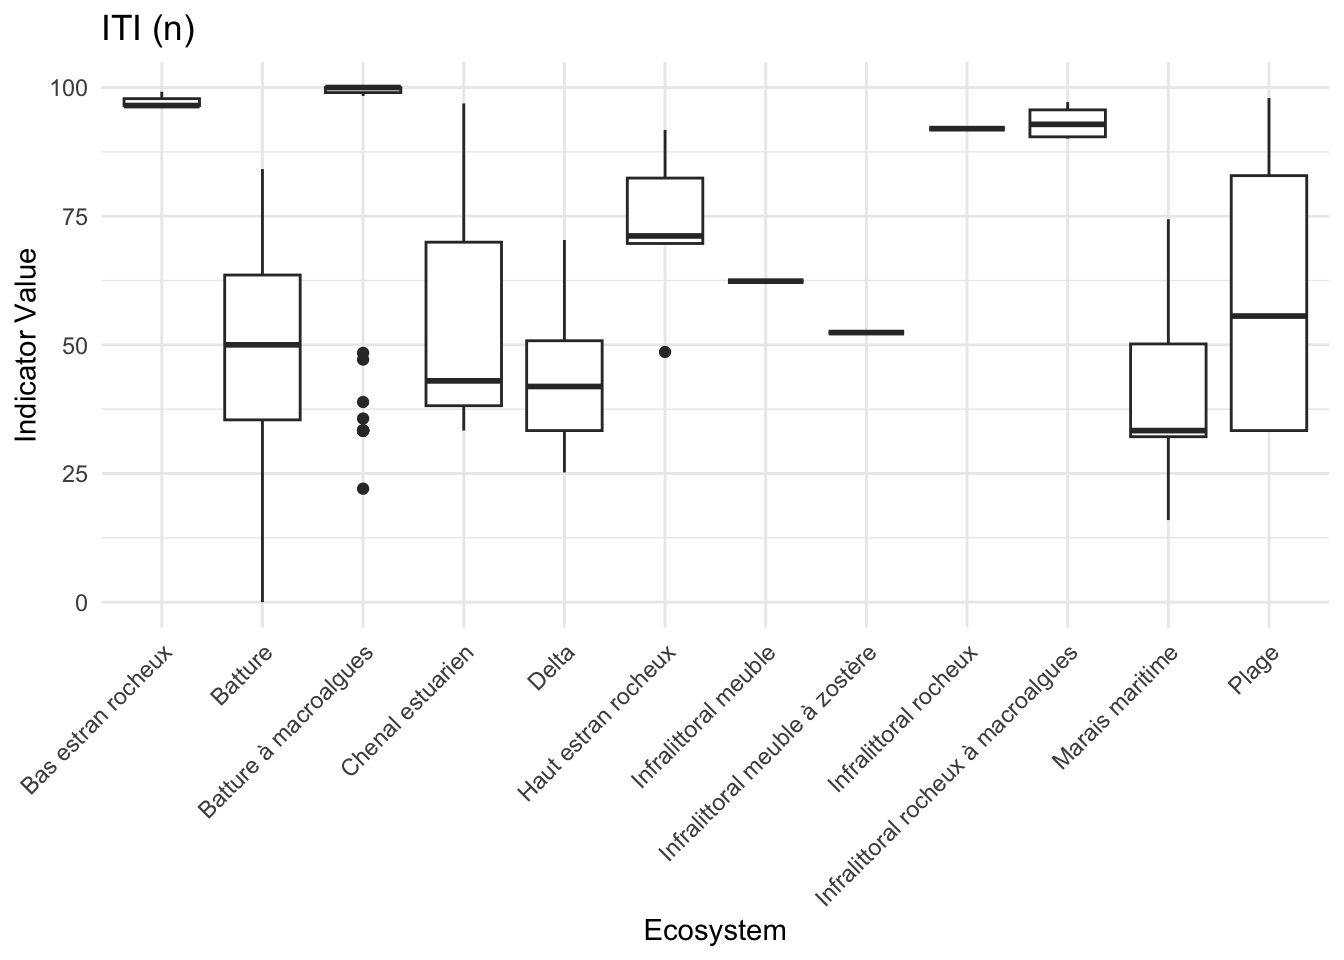 ITI (n)
Indicator Value
100
75
50
25
0
Bas estran rocheux
Batture
Batture à macroalgues
Chenal estuarien
Delta
Haut estran rocheux
Infralittoral meuble
Infralittoral meuble à zostère
Infralittoral rocheux
Infralittoral rocheux à macroalgues
Marais maritime
Plage
Ecosystem